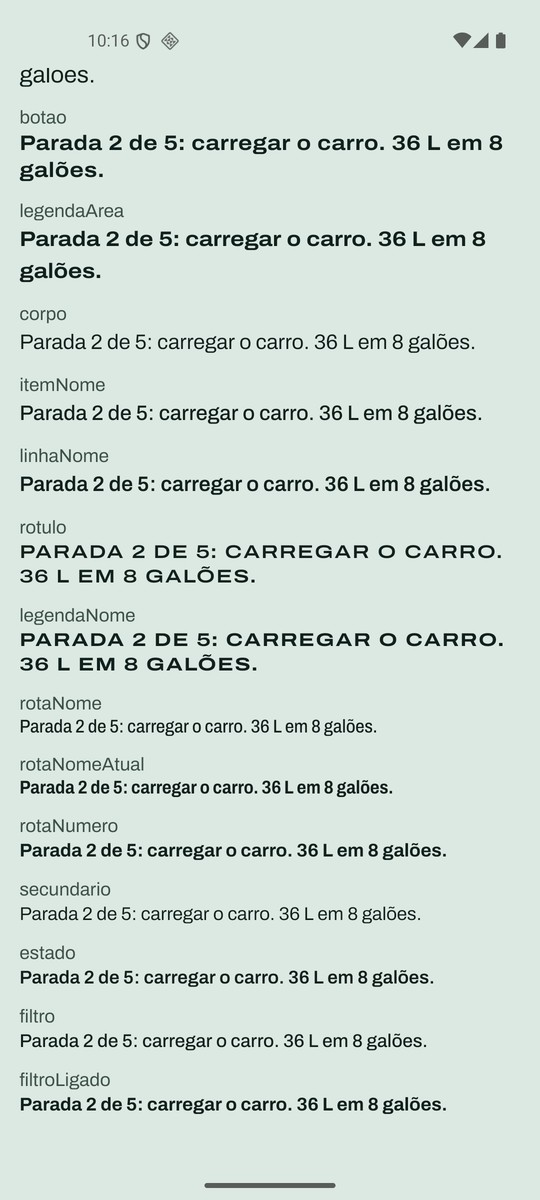 10:16
galões.
botao
Parada 2 de 5: carregar o carro. 36 L em 8
galões.
legendaArea
Parada 2 de 5: carregar o carro. 36 L em 8
galões.
corpo
Parada 2 de 5: carregar o carro. 36 L em 8 galões.
itemNome
Parada 2 de 5: carregar o carro. 36 L em 8 galões.
linhaNome
Parada 2 de 5: carregar o carro. 36 L em 8 galões.
rotulo
PARADA 2 DE 5: CARREGAR O CARRO.
36 L EM 8 GALÕES.
legendaNome
PARADA 2 DE 5: CARREGAR O CARRO.
36 L EM 8 GALÕES.
rotaNome
Parada 2 de 5: carregar o carro. 36 L em 8 galões.
rotaNomeAtual
Parada 2 de 5: carregar o carro. 36 L em 8 galões.
rotaNumero
Parada 2 de 5: carregar o carro. 36 L em 8 galões.
secundario
Parada 2 de 5: carregar o carro. 36 L em 8 galões.
estado
Parada 2 de 5: carregar o carro. 36 L em 8 galões.
filtro
Parada 2 de 5: carregar o carro. 36 L em 8 galões.
filtroLigado
Parada 2 de 5: carregar o carro. 36 L em 8 galões.